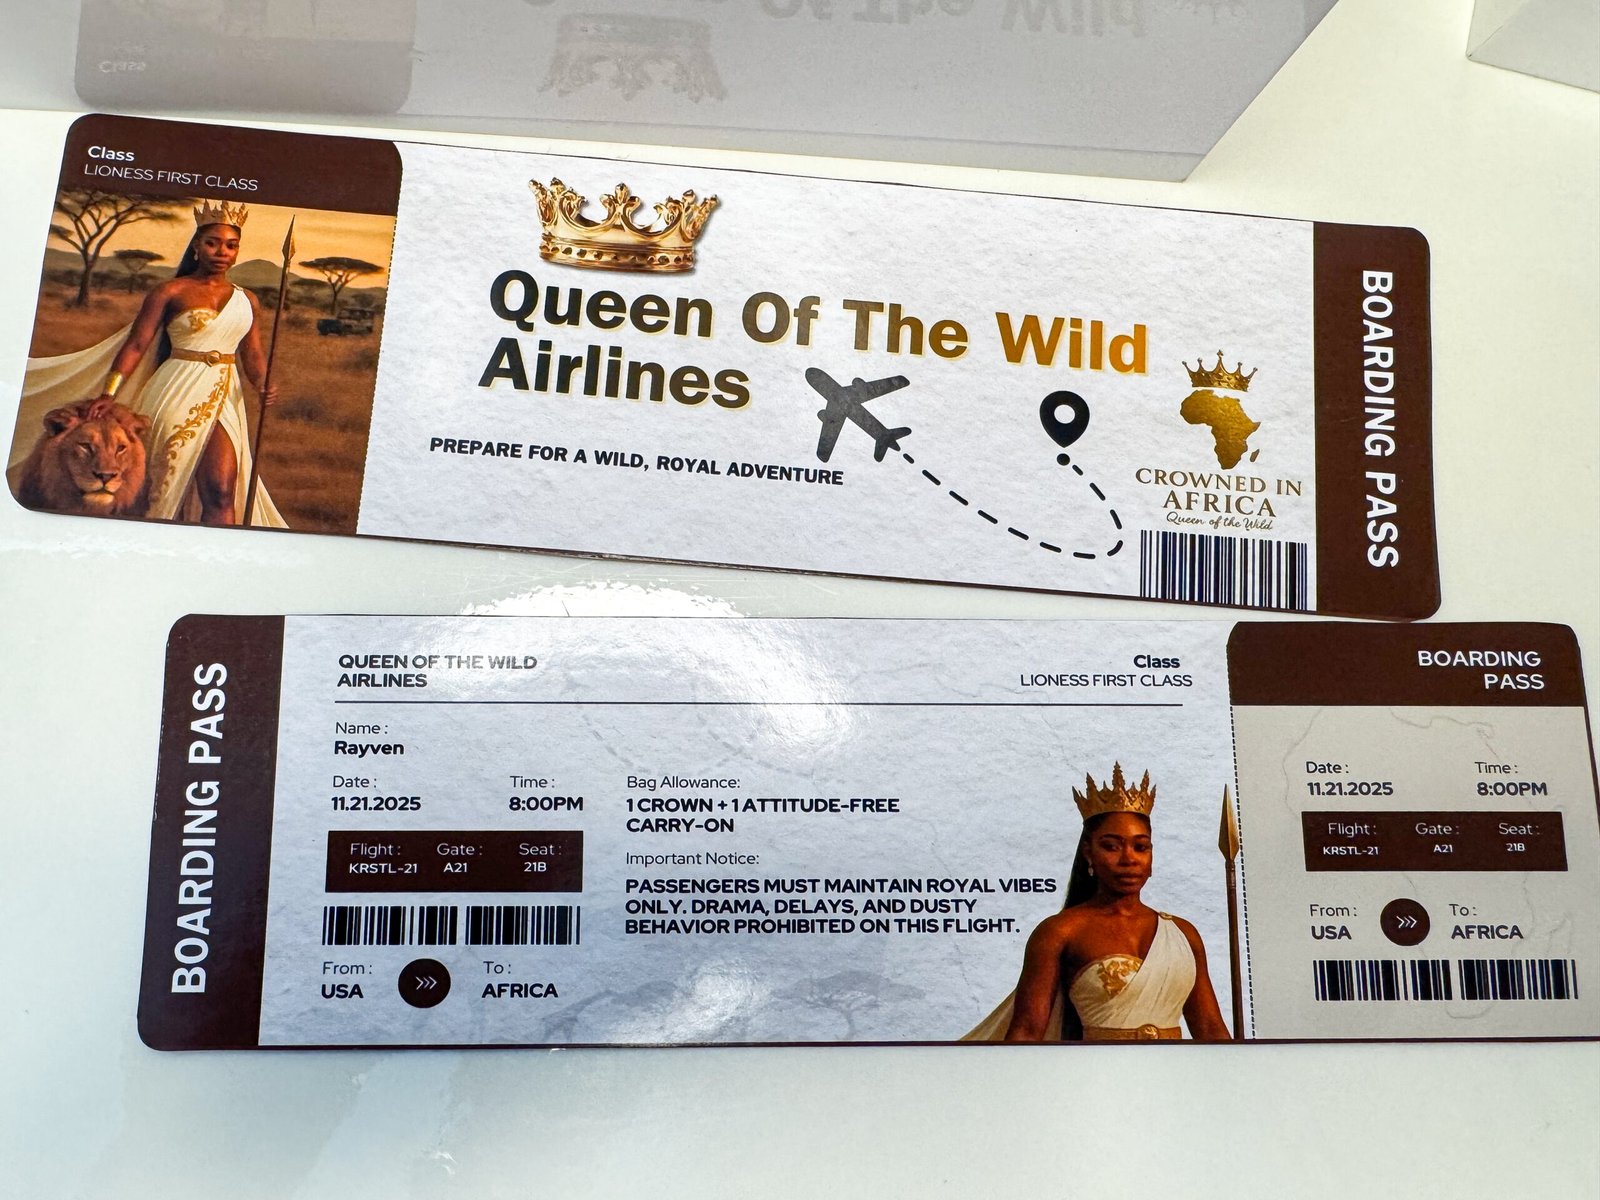 Class
Queen Of The Wild
Class
LIONESS FIRST CLASS
Queen Of The Wild
Airlines
PREPARE FOR A WILD, ROYAL ADVENTURE
CROWNED IN
AFRICA
Queen of the Wild
BOARDING PASS
BOARDING PASS
QUEEN OF THE WILD
AIRLINES
Class
LIONESS FIRST CLASS
Name :
Rayven
Date : Time :
11.21.2025 8:00PM
Flight : Gate : Seat :
KRSTL-21 A21 21B
From : To :
USA AFRICA
Bag Allowance:
1 CROWN + 1 ATTITUDE-FREE
CARRY-ON
Important Notice:
PASSENGERS MUST MAINTAIN ROYAL VIBES
ONLY. DRAMA, DELAYS, AND DUSTY
BEHAVIOR PROHIBITED ON THIS FLIGHT.
BOARDING
PASS
Date : Time :
11.21.2025 8:00PM
Flight : Gate : Seat :
KRSTL-21 A21 21B
From : To :
USA AFRICA